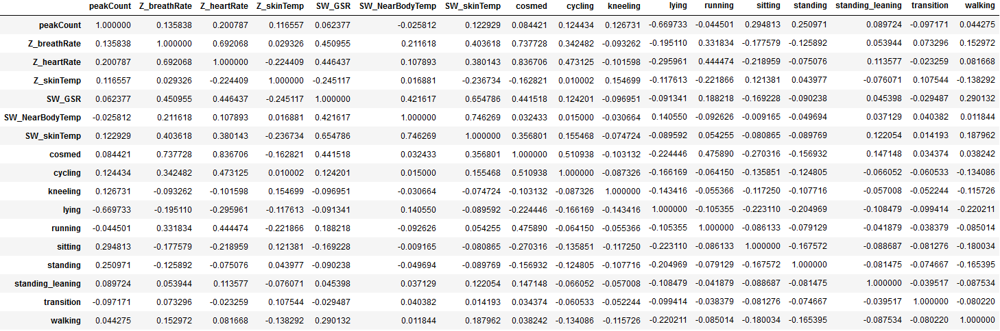 peakCount Z_breathRate Z_heartRate Z_skinTemp SW_GSR SW_NearBodyTemp SW_skinTemp cosmed cycling kneeling lying running sitting standing standing_leaning transition walking
peakCount 1.000000 0.135838 0.200787 0.116557 0.062377 -0.025812 0.122929 0.084421 0.124434 0.126731 -0.669733 -0.044501 0.294813 0.250971 0.089724 -0.097171 0.044275
Z_breathRate 0.135838 1.000000 0.692068 0.029326 0.450955 0.211618 0.403618 0.737728 0.342482 -0.093262 -0.195110 0.331834 -0.177579 -0.125892 0.053944 0.073296 0.152972
Z_heartRate 0.200787 0.692068 1.000000 -0.224409 0.446437 0.107893 0.380143 0.836706 0.473125 -0.101598 -0.295961 0.444474 -0.218959 -0.075076 0.113577 -0.023259 0.081668
Z_skinTemp 0.116557 0.029326 -0.224409 1.000000 -0.245117 0.016881 -0.236734 -0.162821 0.010002 0.154699 -0.117613 -0.221866 0.121381 0.043977 -0.076071 0.107544 -0.138292
SW_GSR 0.062377 0.450955 0.446437 -0.245117 1.000000 0.421617 0.654786 0.441518 0.124201 -0.096951 -0.091341 0.188218 -0.169228 -0.090238 0.045398 -0.029487 0.290132
SW_NearBodyTemp -0.025812 0.211618 0.107893 0.016881 0.421617 1.000000 0.746269 0.032433 0.015000 -0.030664 0.140550 -0.092626 -0.009165 -0.049694 0.037129 0.040382 0.011844
SW_skinTemp 0.122929 0.403618 0.380143 -0.236734 0.654786 0.746269 1.000000 0.356801 0.155468 -0.074724 -0.089592 0.054255 -0.080865 -0.089769 0.122054 0.014193 0.187962
cosmed 0.084421 0.737728 0.836706 -0.162821 0.441518 0.032433 0.356801 1.000000 0.510938 -0.103132 -0.224446 0.475890 -0.270316 -0.156932 0.147148 0.034374 0.038242
cycling 0.124434 0.342482 0.473125 0.010002 0.124201 0.015000 0.155468 0.510938 1.000000 -0.087326 -0.166169 -0.064150 -0.135851 -0.124805 -0.066052 -0.060533 -0.134086
kneeling 0.126731 -0.093262 -0.101598 0.154699 -0.096951 -0.030664 -0.074724 -0.103132 -0.087326 1.000000 -0.143416 -0.055366 -0.117250 -0.107716 -0.057008 -0.052244 -0.115726
lying -0.669733 -0.195110 -0.295961 -0.117613 -0.091341 0.140550 -0.089592 -0.224446 -0.166169 -0.143416 1.000000 -0.105355 -0.223110 -0.204969 -0.108479 -0.099414 -0.220211
running -0.044501 0.331834 0.444474 -0.221866 0.188218 -0.092626 0.054255 0.475890 -0.064150 -0.055366 -0.105355 1.000000 -0.086133 -0.079129 -0.041879 -0.038379 -0.085014
sitting 0.294813 -0.177579 -0.218959 0.121381 -0.169228 -0.009165 -0.080865 -0.270316 -0.135851 -0.117250 -0.223110 -0.086133 1.000000 -0.167572 -0.088687 -0.081276 -0.180034
standing 0.250971 -0.125892 -0.075076 0.043977 -0.090238 -0.049694 -0.089769 -0.156932 -0.124805 -0.107716 -0.204969 -0.079129 -0.167572 1.000000 -0.081475 -0.074667 -0.165395
standing_leaning 0.089724 0.053944 0.113577 -0.076071 0.045398 0.037129 0.122054 0.147148 -0.066052 -0.057008 -0.108479 -0.041879 -0.088687 -0.081475 1.000000 -0.039517 -0.087534
transition -0.097171 0.073296 -0.023259 0.107544 -0.029487 0.040382 0.014193 0.034374 -0.060533 -0.052244 -0.099414 -0.038379 -0.081276 -0.074667 -0.039517 1.000000 -0.080220
walking 0.044275 0.152972 0.081668 -0.138292 0.290132 0.011844 0.187962 0.038242 -0.134086 -0.115726 -0.220211 -0.085014 -0.180034 -0.165395 -0.087534 -0.080220 1.000000